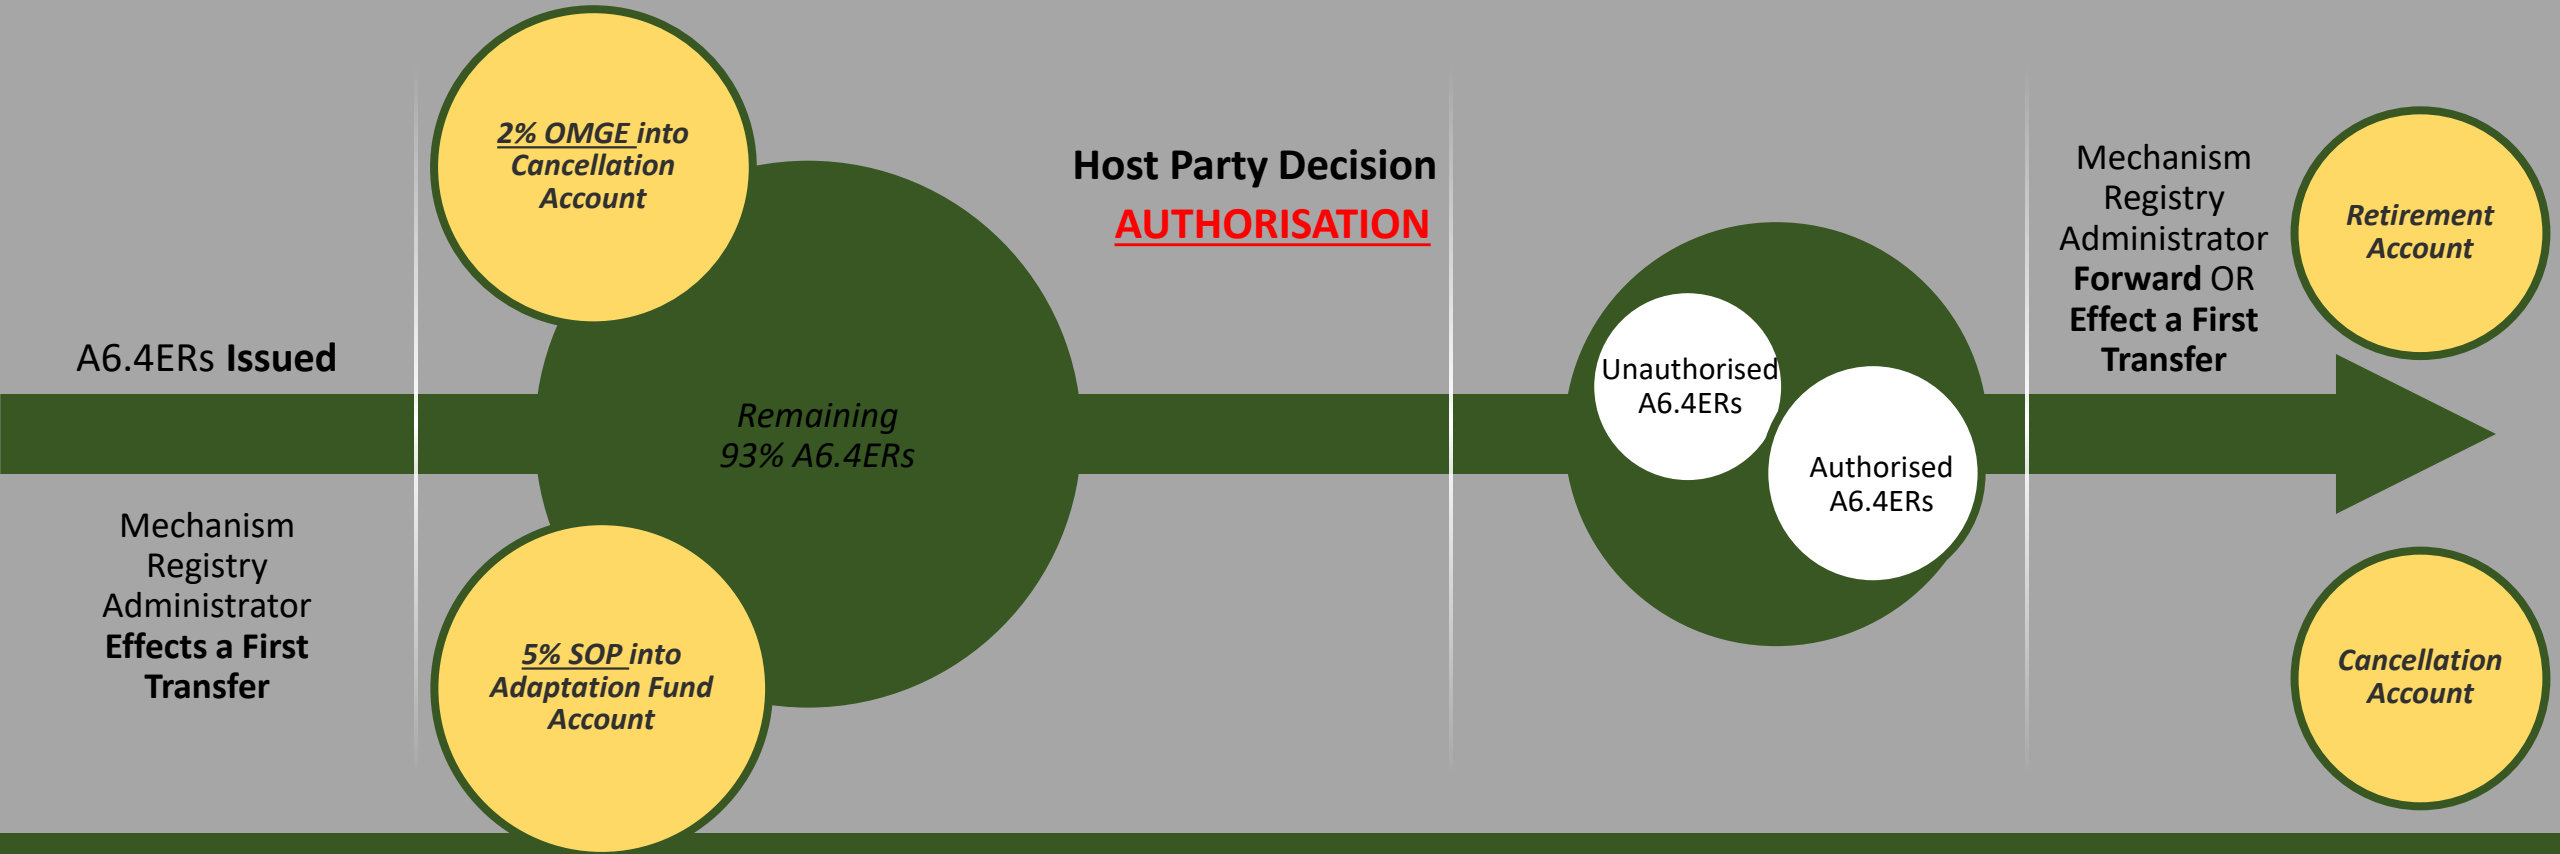 A6.4ERs Issued
Mechanism
Registry
Administrator
Effects a First
Transfer
2% OMGE into
Cancellation
Account
Remaining
93% A6.4ERs
5% SOP into
Adaptation Fund
Account
Host Party Decision
AUTHORISATION
Unauthorised
A6.4ERs
Authorised
A6.4ERs
Mechanism
Registry
Administrator
Forward OR
Effect a First
Transfer
Retirement
Account
Cancellation
Account